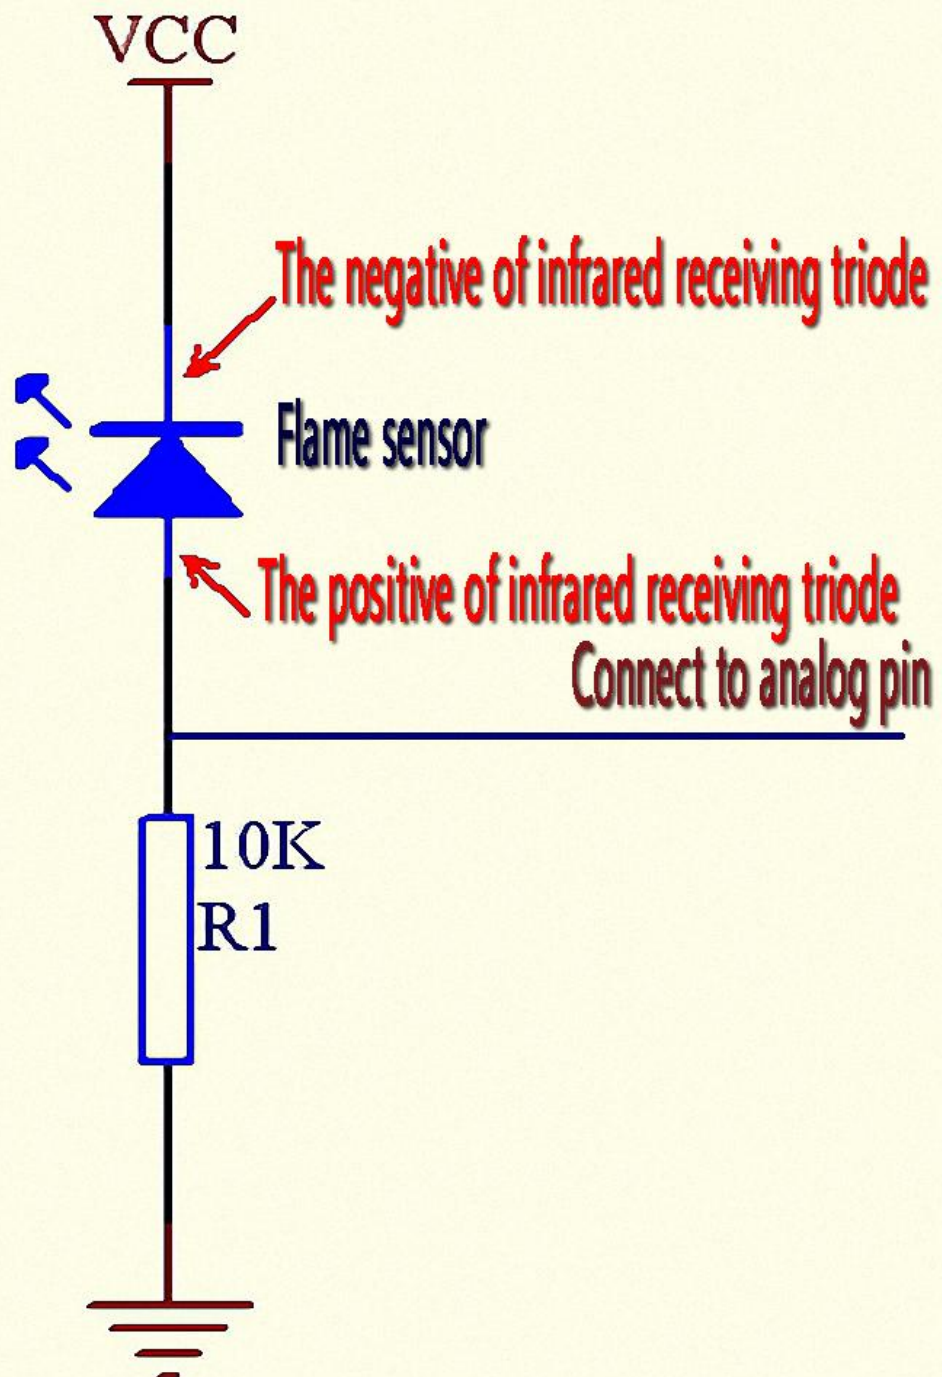 VCC
The negative of infrared receiving triode
Flame sensor
The positive of infrared receiving triode
Connect to analog pin
10K
R1